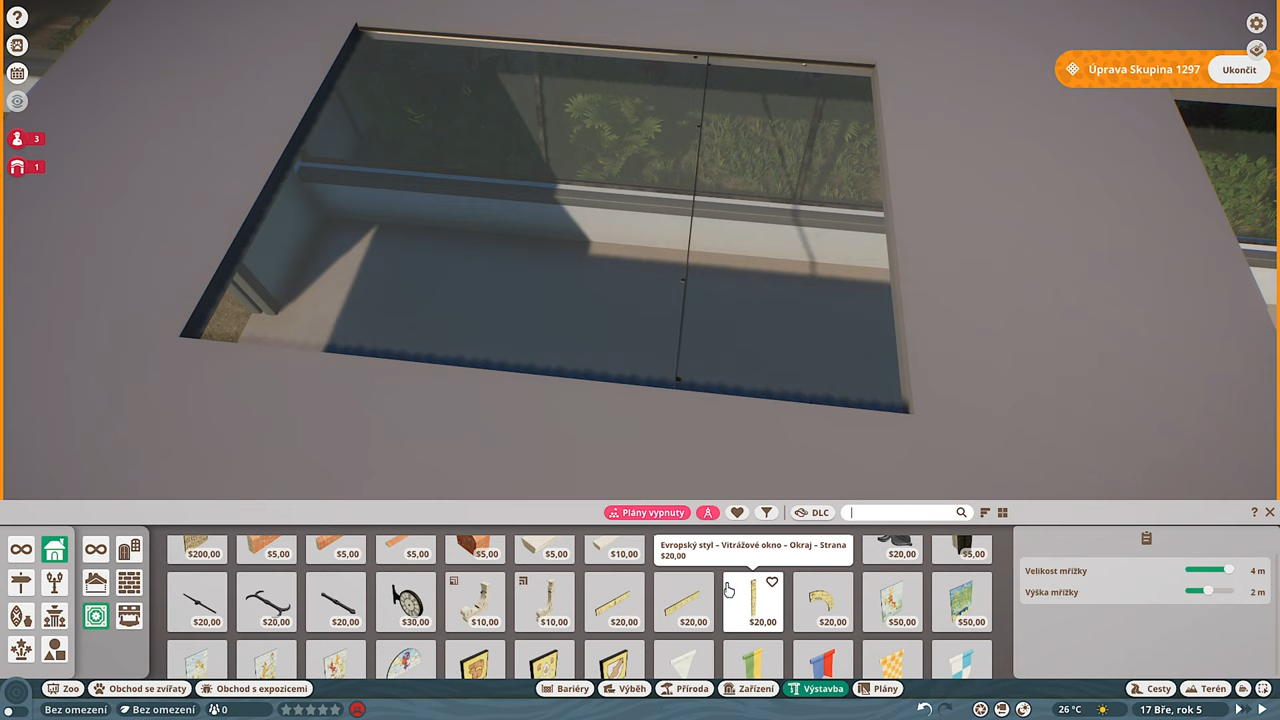 ?
Úprava Skupina 1297
Ukončit
3
1
Plány vypnuty
DLC
?
$200,00
$5,00
$5,00
$5,00
$5,00
$5,00
$10,00
Evropský styl – Vitrážové okno – Okraj – Strana
$20,00
$20,00
$5,00
$20,00
$20,00
$20,00
$30,00
$10,00
$10,00
$20,00
$20,00
$20,00
$20,00
$50,00
$50,00
Velikost mřížky
4 m
Výška mřížky
2 m
Zoo
Obchod se zvířaty
Obchod s expozicemi
Bariéry
Výběh
Příroda
Zařízení
Výstavba
Plány
Cesty
Terén
Bez omezení
Bez omezení
0
26 °C
17 Bře, rok 5